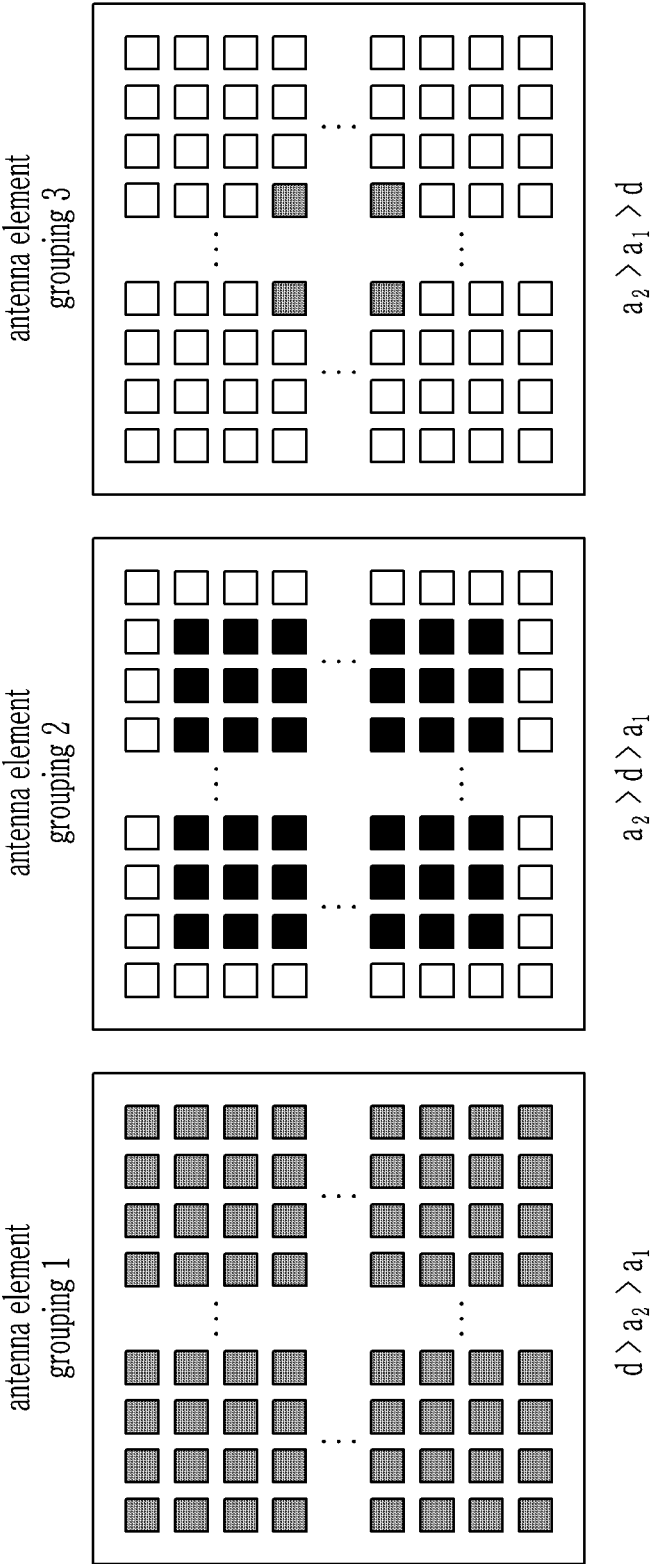 antenna element
grouping 1
antenna element
grouping 2
antenna element
grouping 3
...
...
...
...
...
...
...
...
...
...
...
...
d > a₂ > a₁
a₂ > d > a₁
a₂ > a₁ > d